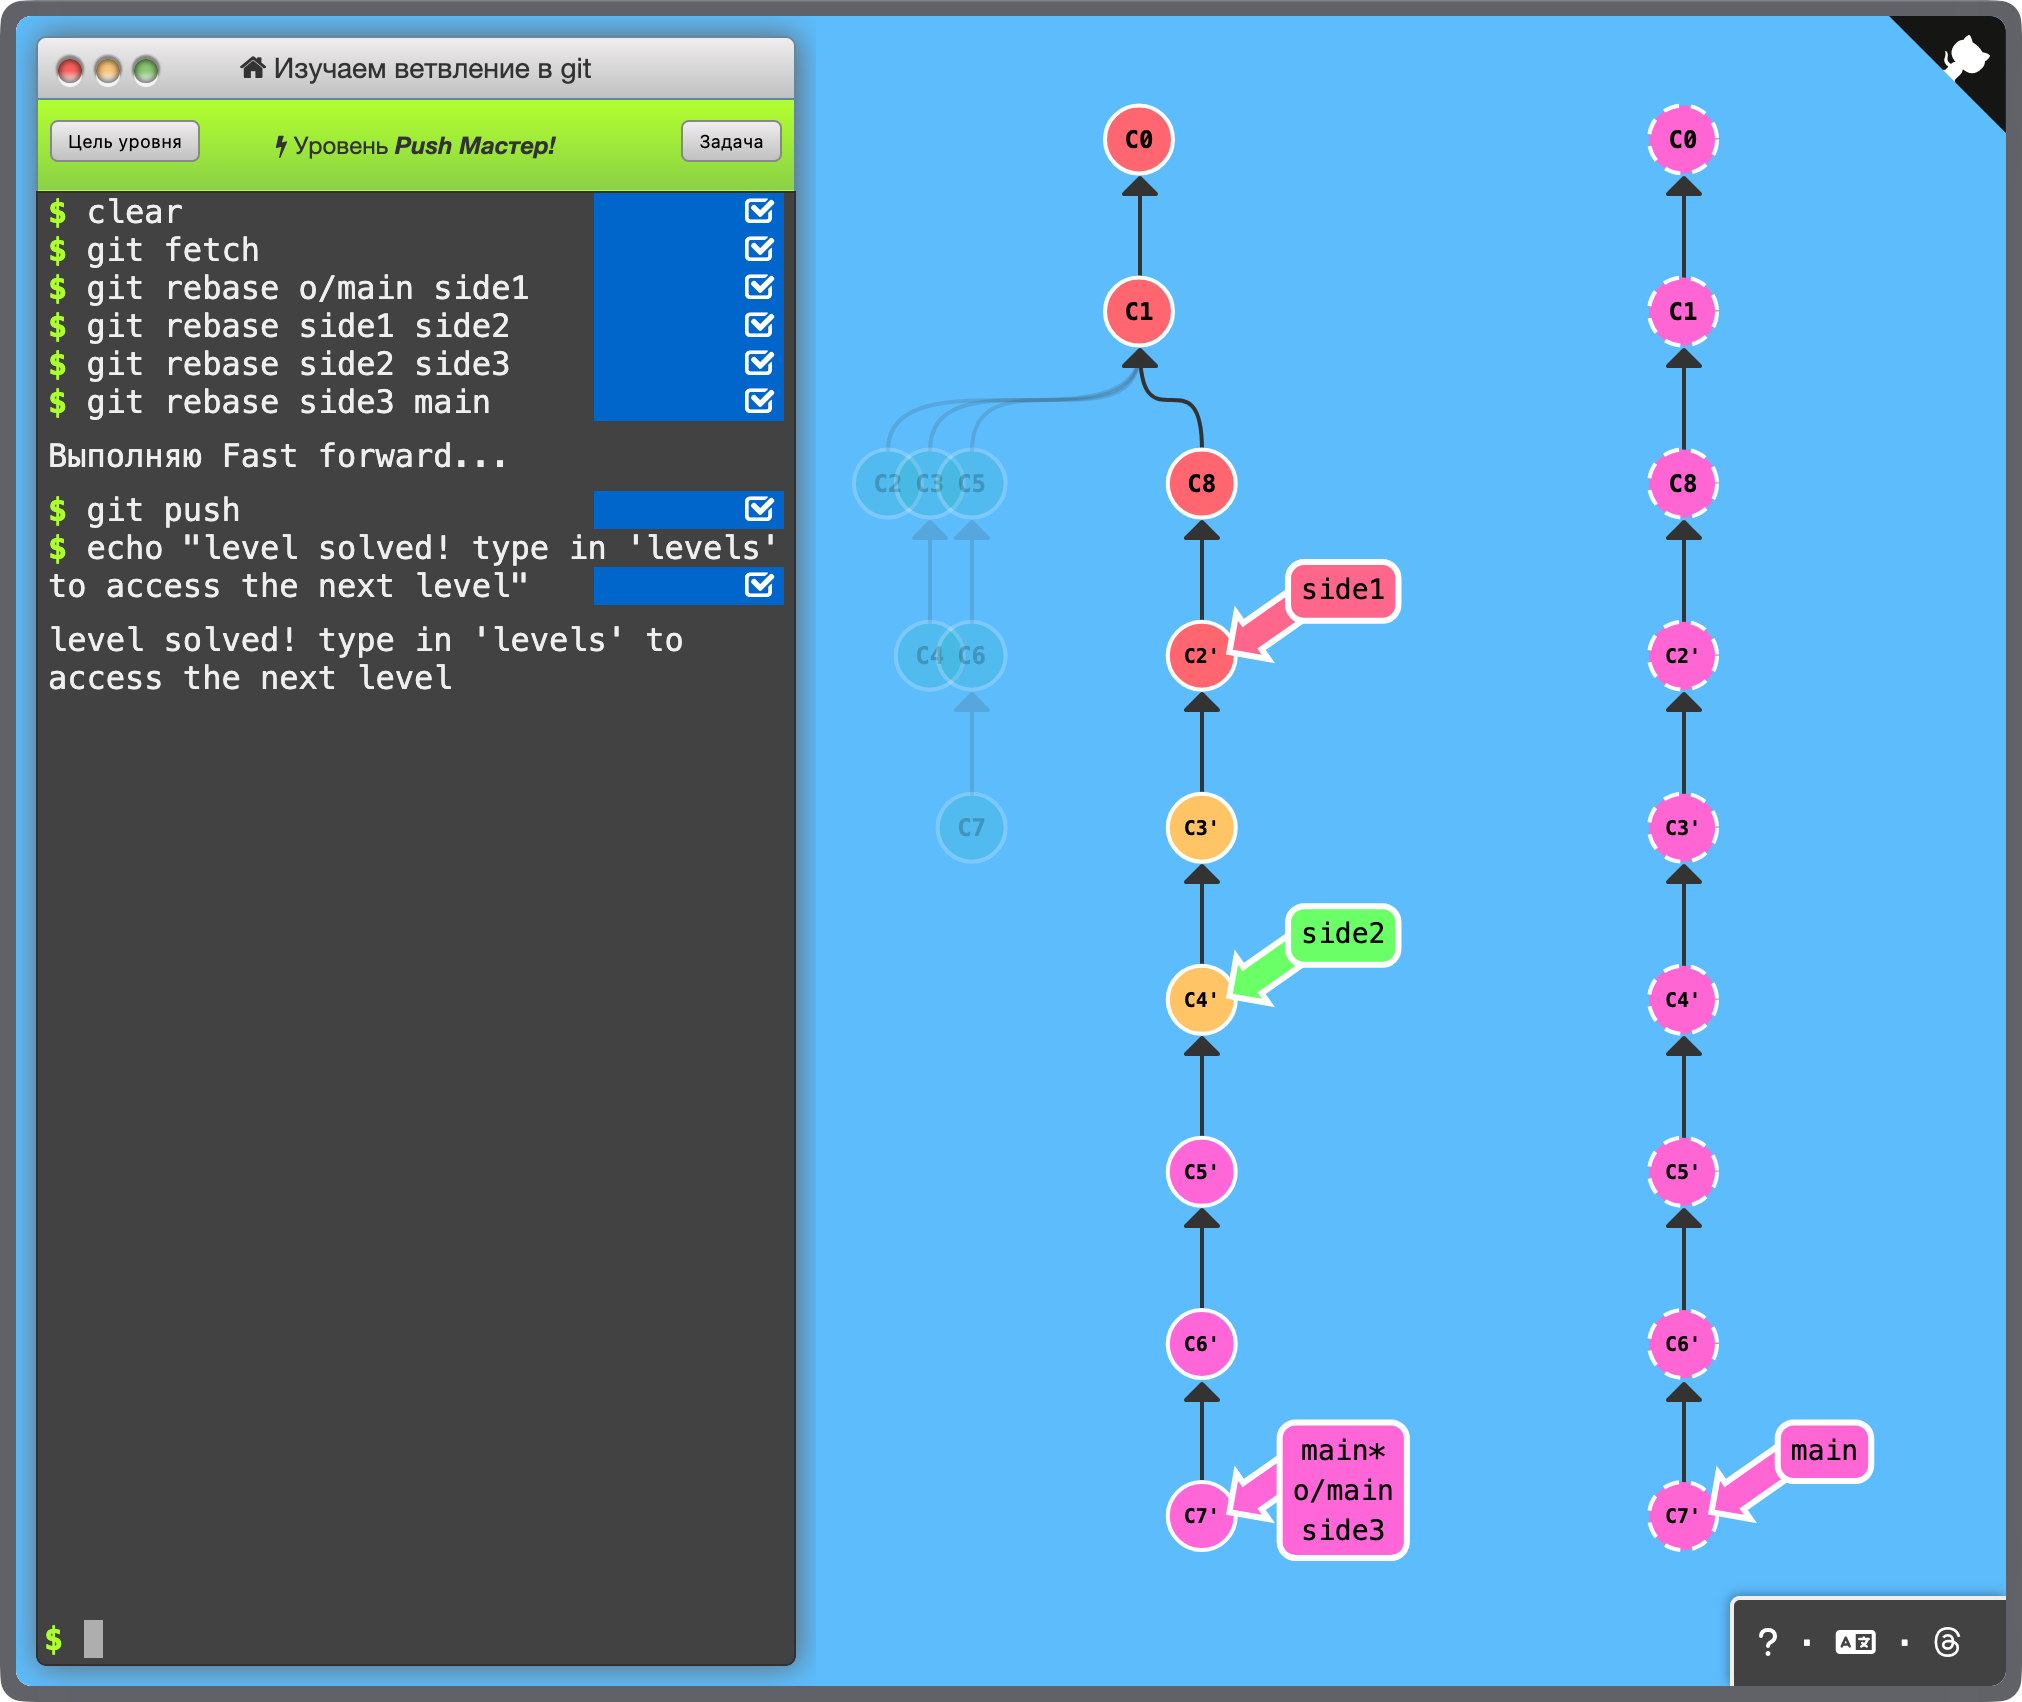 Изучаем ветвление в git
Цель уровня
Уровень Push Мастер!
Задача
$ clear
$ git fetch
$ git rebase o/main side1
$ git rebase side1 side2
$ git rebase side2 side3
$ git rebase side3 main
Выполняю Fast forward...
$ git push
$ echo "level solved! type in 'levels'
to access the next level"
level solved! type in 'levels' to
access the next level
$
C0
C1
C2
C3
C5
C8
C4
C6
C2'
side1
C7
C3'
side2
C4'
C5'
C6'
C7'
main*
o/main
side3
C0
C1
C8
C2'
C3'
C4'
C5'
C6'
C7'
main
?